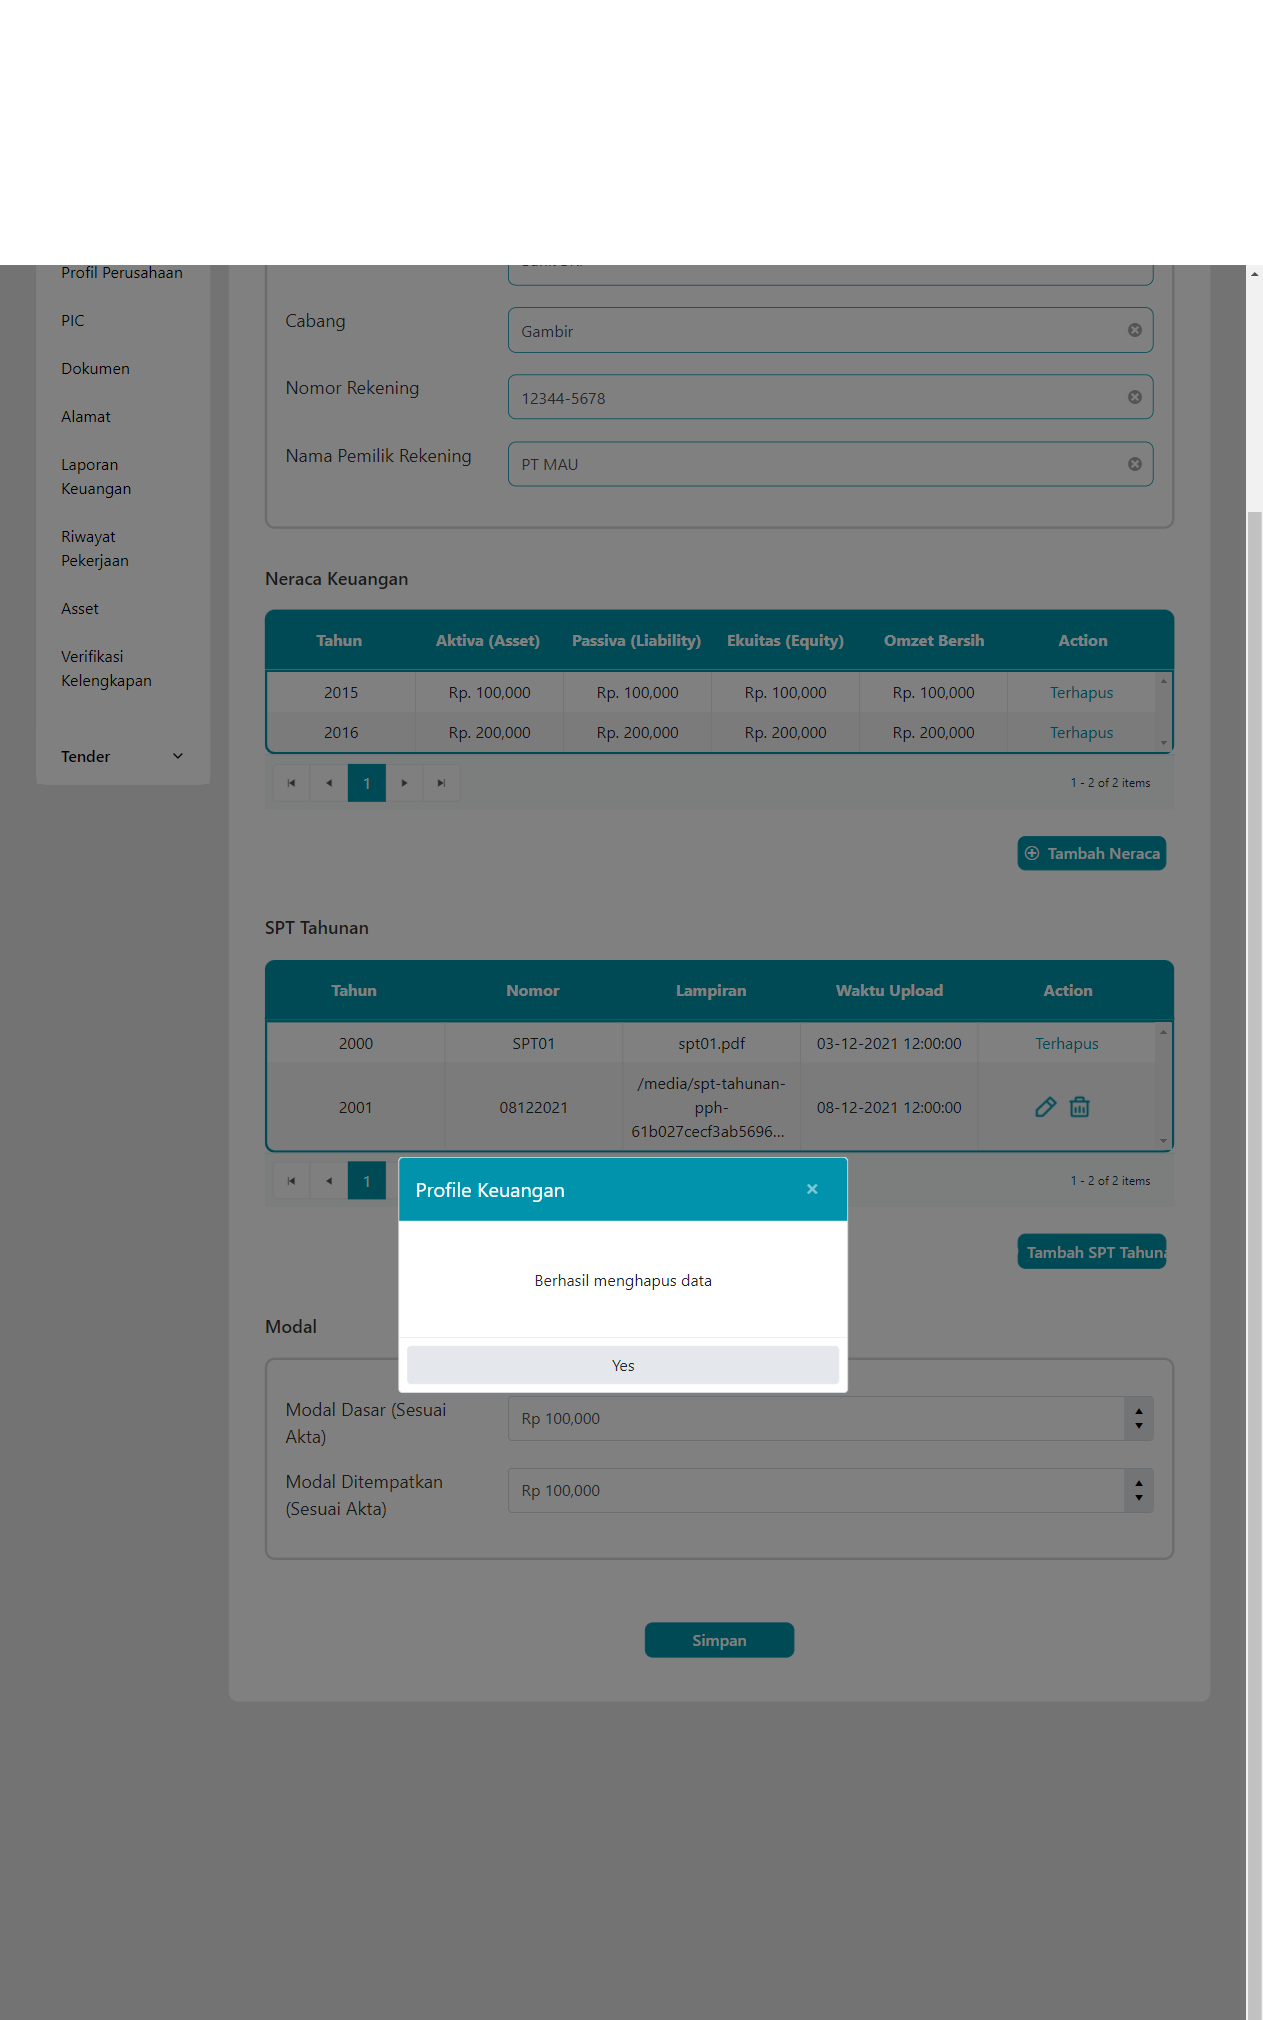 Profil Perusahaan
PIC
Dokumen
Alamat
Laporan
Keuangan
Riwayat
Pekerjaan
Asset
Verifikasi
Kelengkapan
Tender
Cabang
Gambir
Nomor Rekening
12344-5678
Nama Pemilik Rekening
PT MAU
Neraca Keuangan
Tahun Aktiva (Asset) Passiva (Liability) Ekuitas (Equity) Omzet Bersih Action
2015 Rp. 100,000 Rp. 100,000 Rp. 100,000 Rp. 100,000 Terhapus
2016 Rp. 200,000 Rp. 200,000 Rp. 200,000 Rp. 200,000 Terhapus
1 1 - 2 of 2 items
Tambah Neraca
SPT Tahunan
Tahun Nomor Lampiran Waktu Upload Action
2000 SPT01 spt01.pdf 03-12-2021 12:00:00 Terhapus
2001 08122021 /media/spt-tahunan-
pph-
61b027cecf3ab5696... 08-12-2021 12:00:00
1 1 - 2 of 2 items
Tambah SPT Tahuna
Profile Keuangan
Berhasil menghapus data
Yes
Modal
Modal Dasar (Sesuai
Akta)
Rp 100,000
Modal Ditempatkan
(Sesuai Akta)
Rp 100,000
Simpan